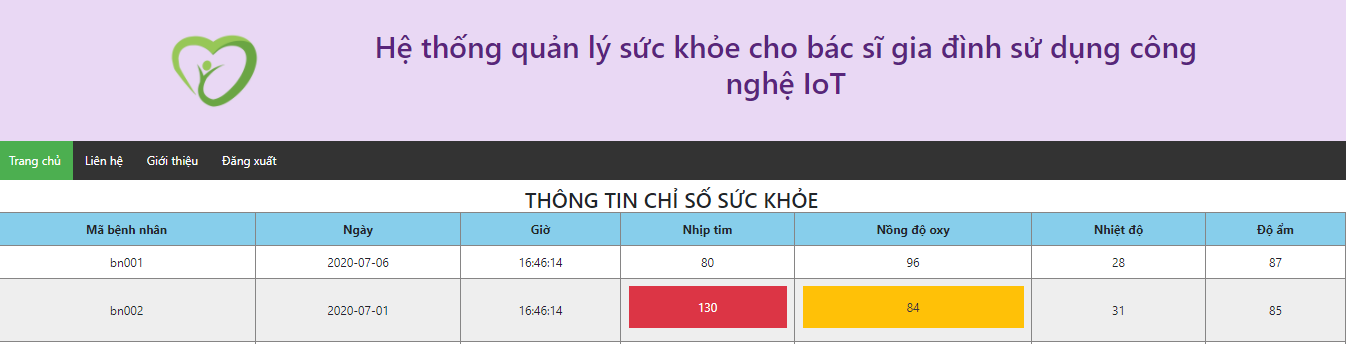 Hệ thống quản lý sức khỏe cho bác sĩ gia đình sử dụng công
nghệ IoT
Trang chủ Liên hệ Giới thiệu Đăng xuất
THÔNG TIN CHỈ SỐ SỨC KHỎE
Mã bệnh nhân Ngày Giờ Nhịp tim Nồng độ oxy Nhiệt độ Độ ẩm
bn001 2020-07-06 16:46:14 80 96 28 87
bn002 2020-07-01 16:46:14 130 84 31 85